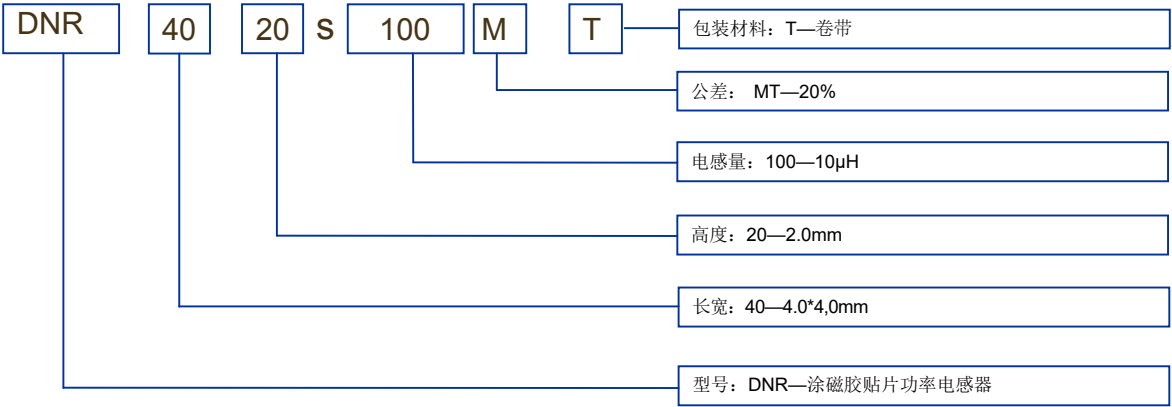 DNR 40 20 s 100 M T
包装材料：T—卷带
公差： MT—20%
电感量：100—10μH
高度：20—2.0mm
长宽：40—4.0*4,0mm
型号：DNR—涂磁胶贴片功率电感器